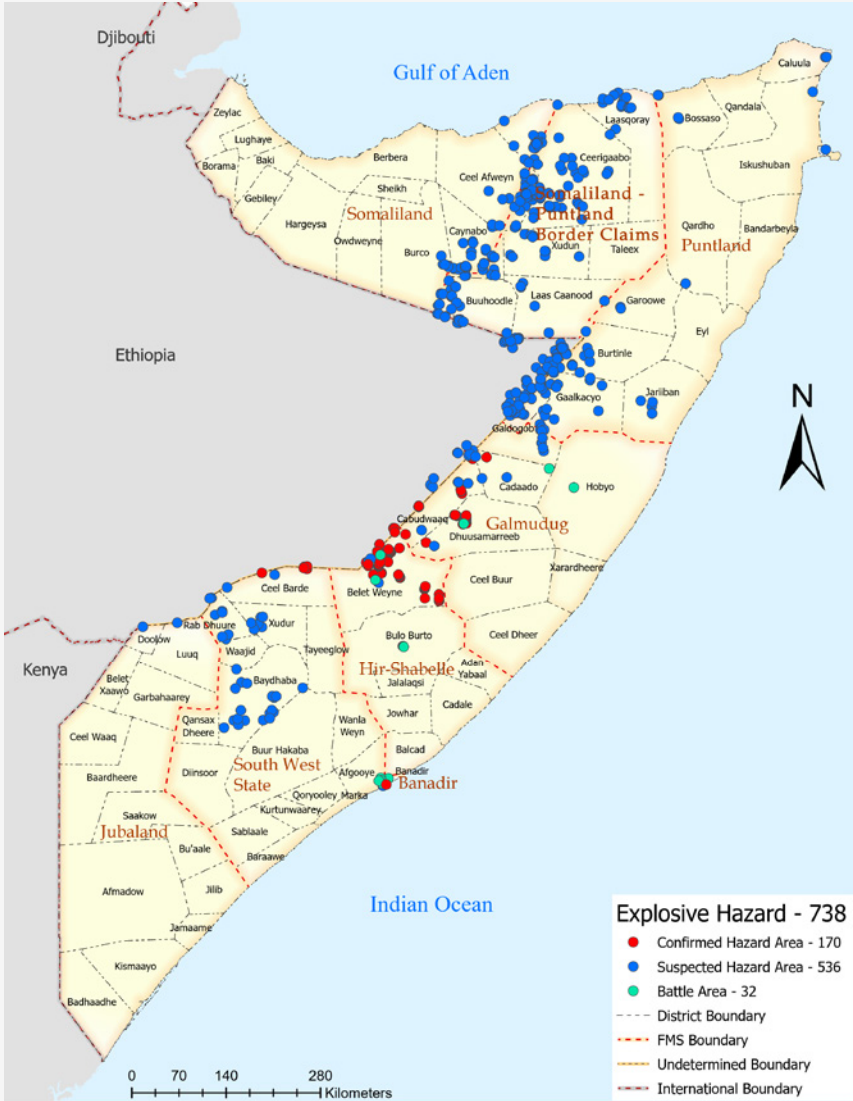 Djibouti
Gulf of Aden
Caluula
Zeylac
Laasqoray
Qandala
Bossaso
Lughaye
Borama
Baki
Berbera
Ceerigaabo
Iskushuban
Ceel Afweyn
Sheikh
Gebiley
Somaliland
Somaliland -
Puntland
Border Claims
Hargeysa
Owdweyne
Caynabo
Qardho
Bandarbeyla
Puntland
Burco
Xudun
Taleex
Buuhoodle
Laas Caanood
Garoowe
Ethiopia
Eyl
Burtinle
Jariiban
Gaalkacyo
Galdogob
N
Cadaado
Hobyo
Cabudwaaq
Galmudug
Dhuusamarreeb
Xarardheere
Ceel Buur
Belet Weyne
Ceel Barde
Rab Dhuure
Xudur
Doolow
Ceel Dheer
Bulo Burto
Kenya
Luuq
Waajid
Tayeeglow
Hir-Shabelle
Adan
Yabaal
Belet
Xaawo
Garbahaarey
Baydhaba
Jalalaqsi
Cadale
Jowhar
Qansax
Dheere
Wanla
Weyn
Ceel Waaq
Buur Hakaba
Balcad
Baardheere
Diinsoor
South West
State
Afgooye
Banadir
Banadir
Qoryooley
Marka
Saakow
Kurtunwaarey
Jubaland
Sablaale
Bu'aale
Baraawe
Afmadow
Jilib
Indian Ocean
Jamaame
Kismaayo
Badhaadhe
Explosive Hazard - 738
Confirmed Hazard Area - 170
Suspected Hazard Area - 536
Battle Area - 32
District Boundary
FMS Boundary
Undetermined Boundary
International Boundary
0 70 140 280
Kilometers